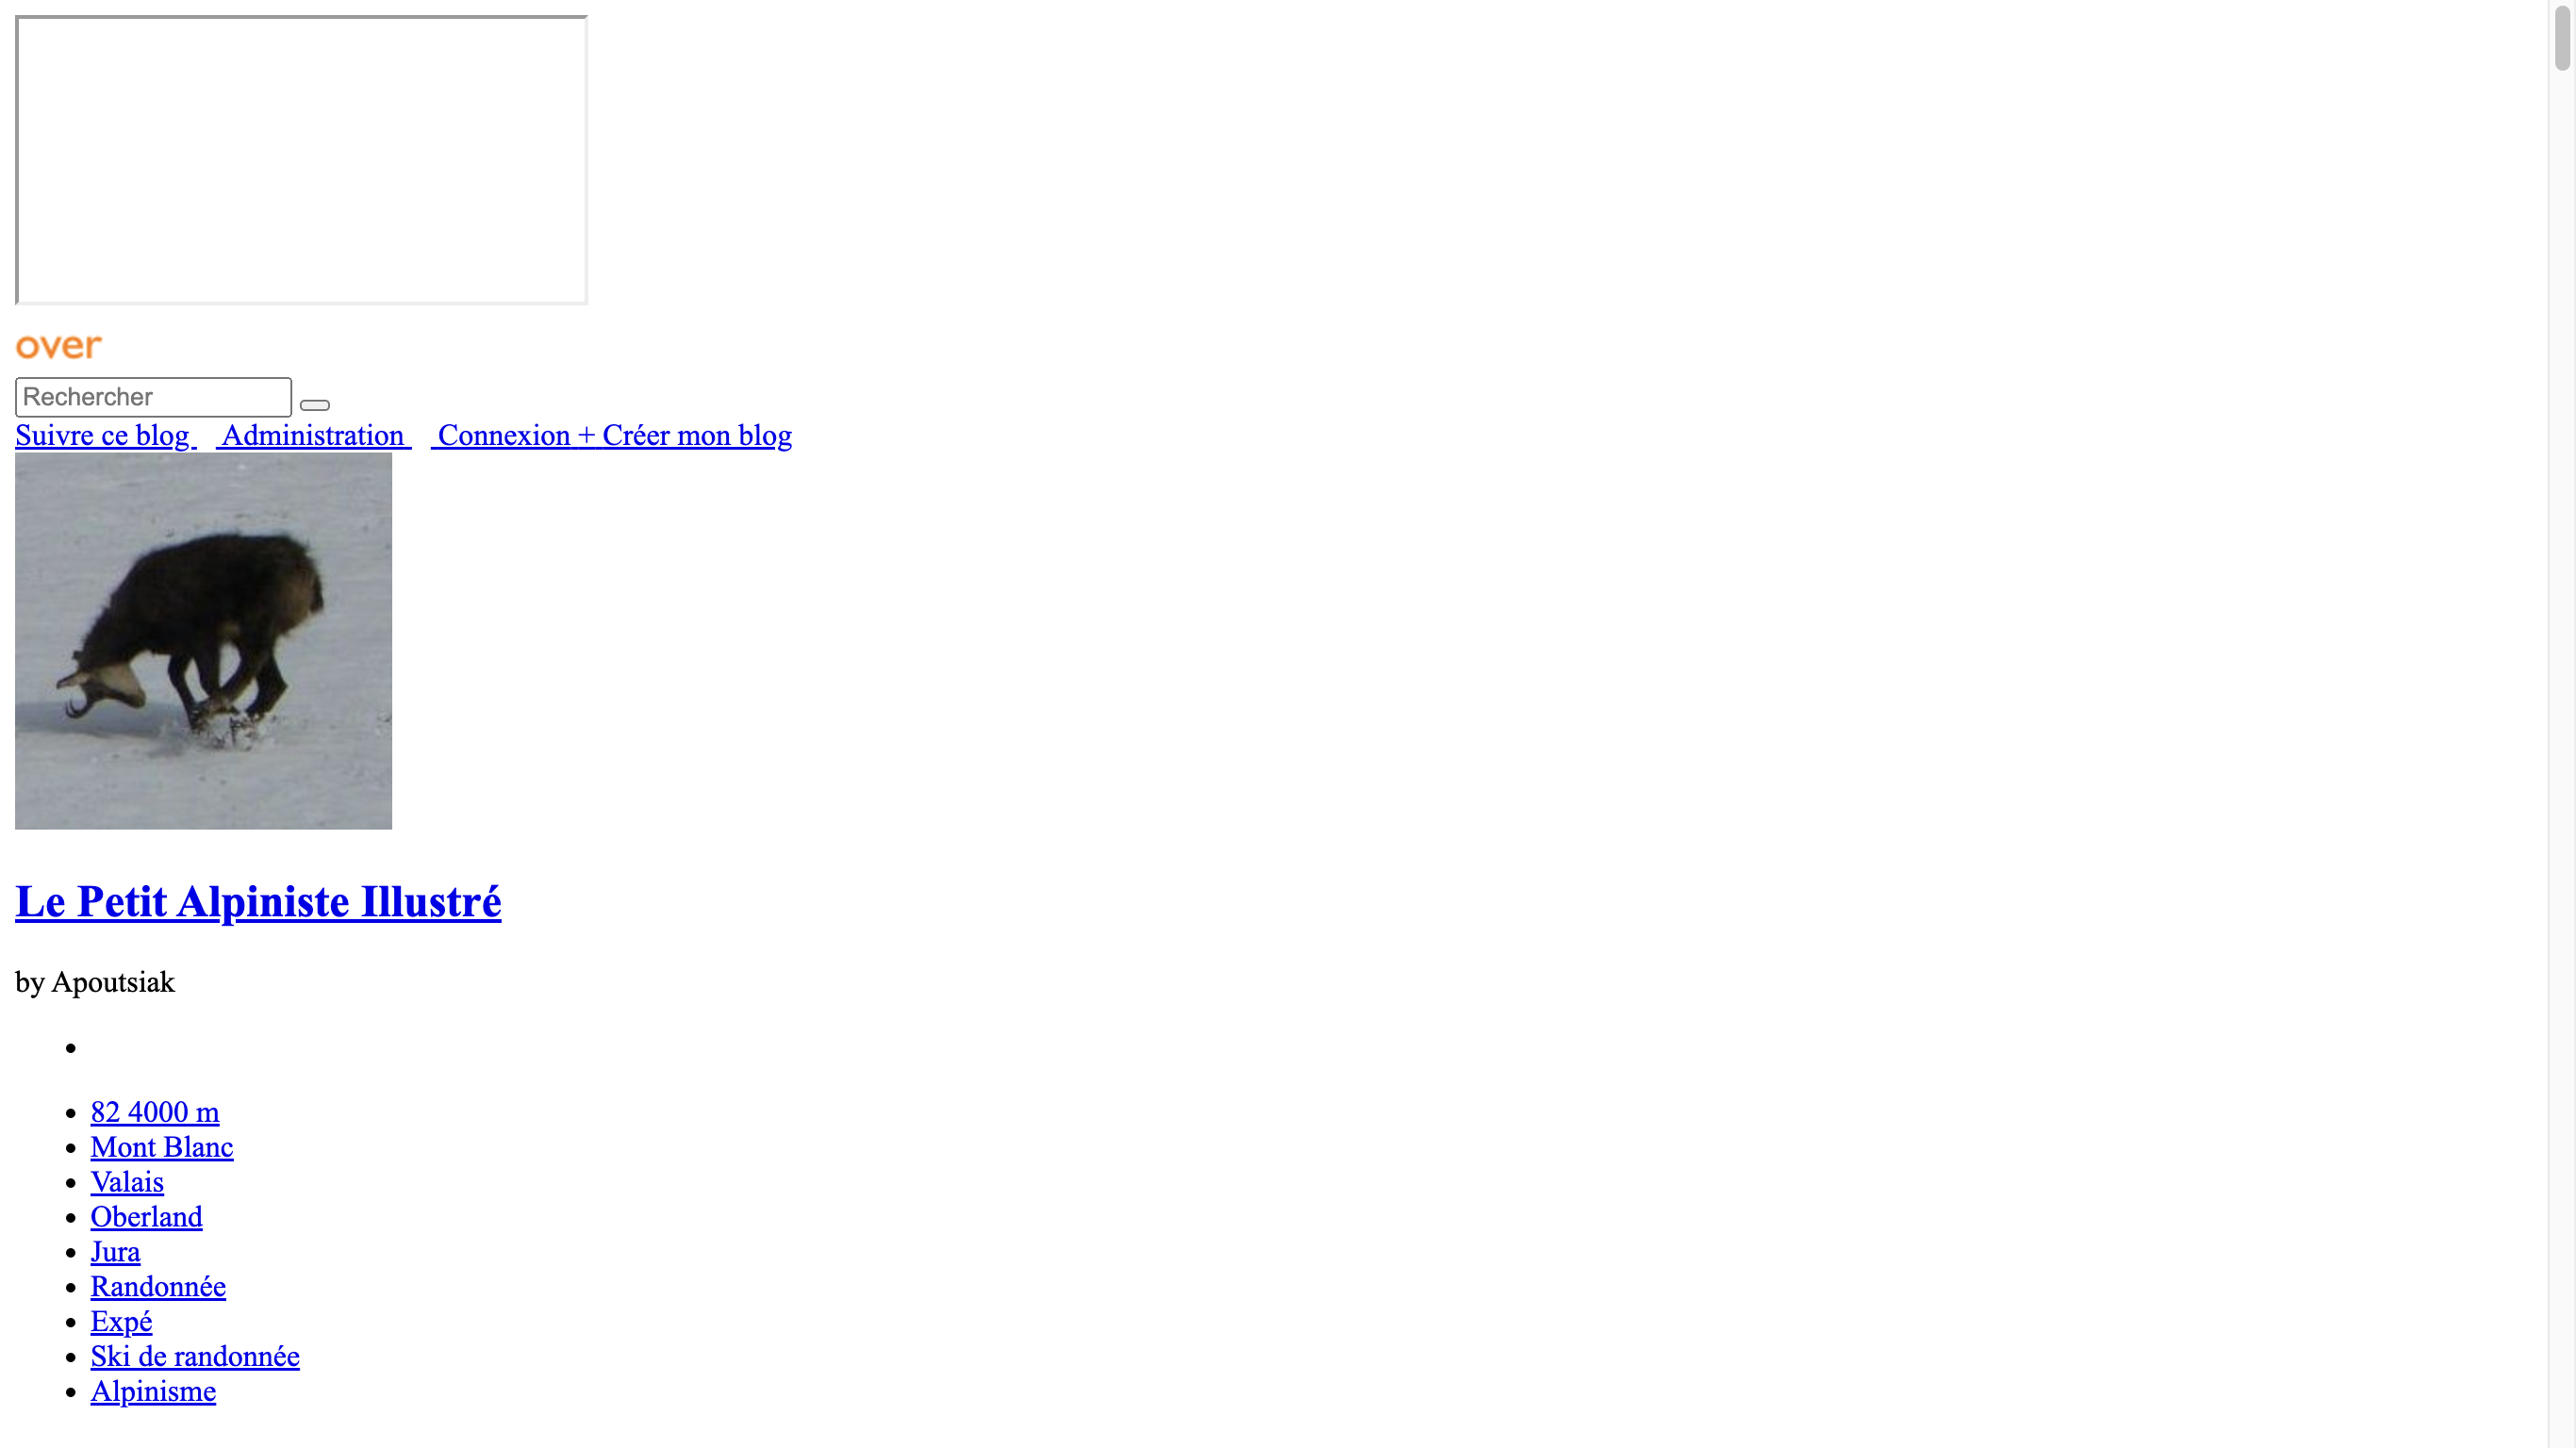 over
Rechercher
Suivre ce blog Administration Connexion + Créer mon blog
Le Petit Alpiniste Illustré
by Apoutsiak
82 4000 m
Mont Blanc
Valais
Oberland
Jura
Randonnée
Expé
Ski de randonnée
Alpinisme